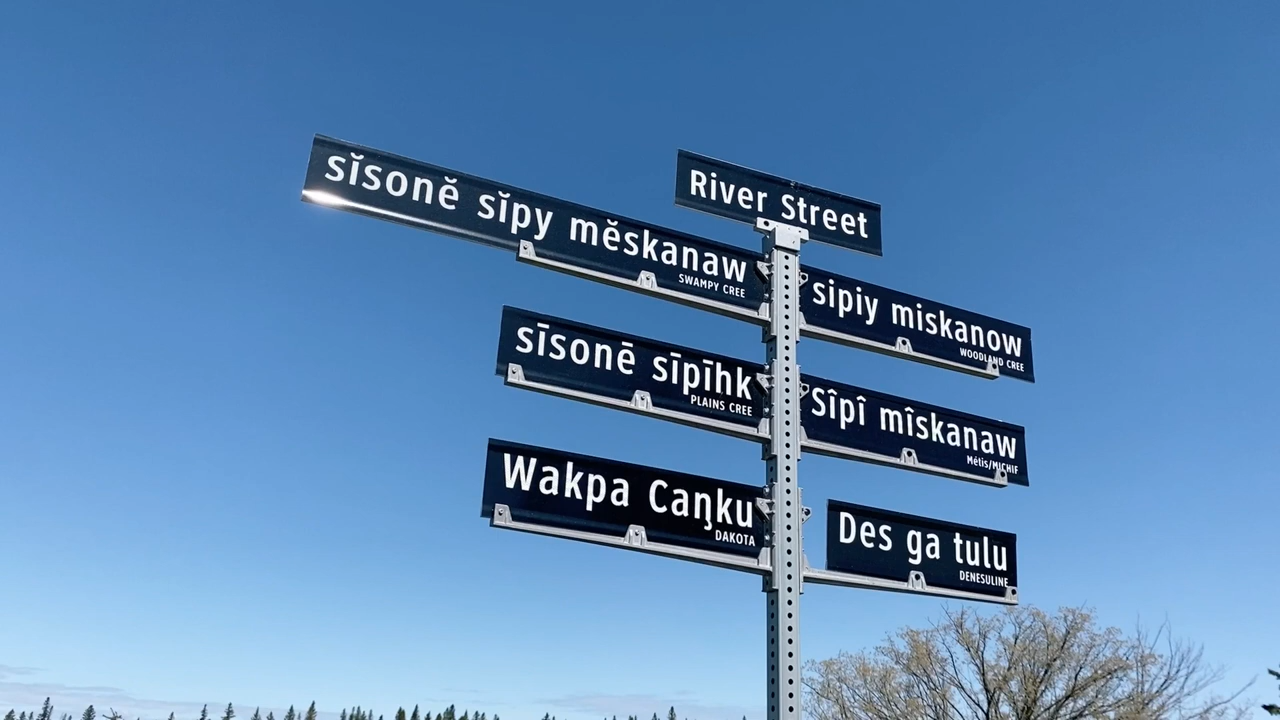 River Street
sĭsonĕ sĭpy mĕskanaw
SWAMPY CREE
sipiy miskanow
WOODLAND CREE
sīsonē sīpīhk
PLAINS CREE
sîpî mîskanaw
Métis/MICHIF
Wakpa Caŋku
DAKOTA
Des ga tulu
DENESULINE